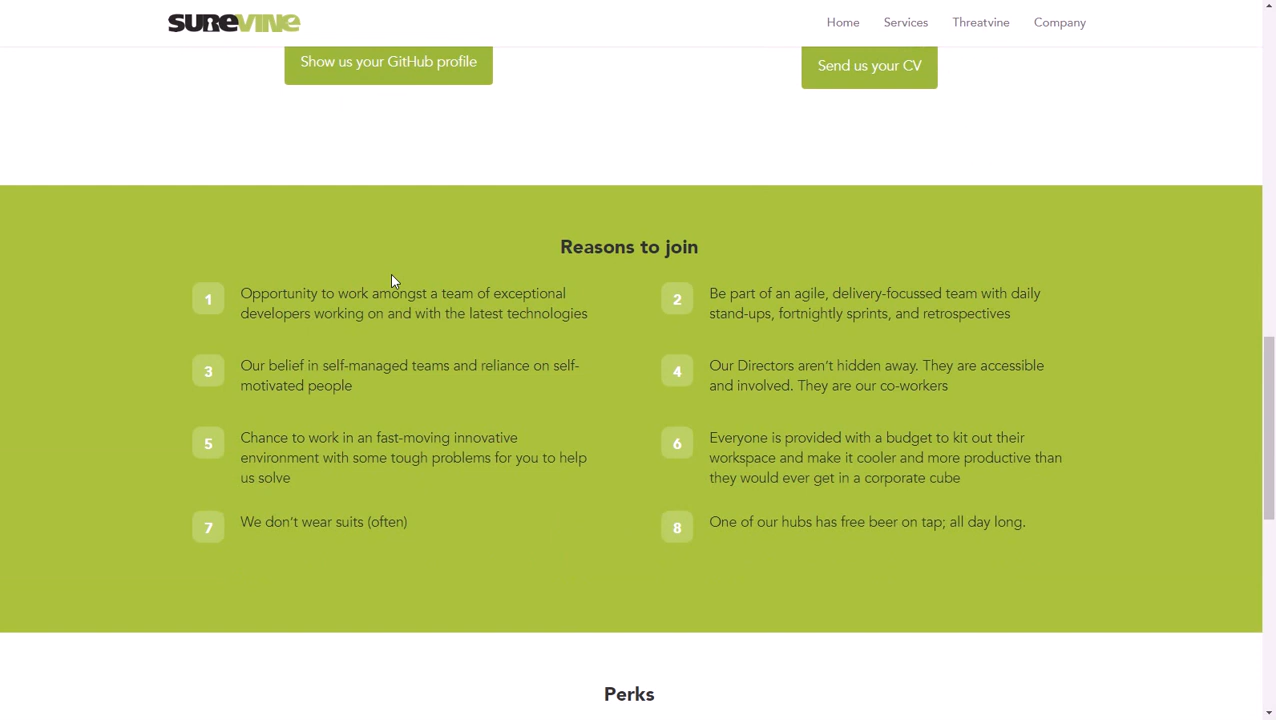 SUREVINE
Home Services Threatvine Company
Show us your GitHub profile
Send us your CV
Reasons to join
1
Opportunity to work amongst a team of exceptional
developers working on and with the latest technologies
2
Be part of an agile, delivery-focussed team with daily
stand-ups, fortnightly sprints, and retrospectives
3
Our belief in self-managed teams and reliance on self-
motivated people
4
Our Directors aren't hidden away. They are accessible
and involved. They are our co-workers
5
Chance to work in an fast-moving innovative
environment with some tough problems for you to help
us solve
6
Everyone is provided with a budget to kit out their
workspace and make it cooler and more productive than
they would ever get in a corporate cube
7
We don't wear suits (often)
8
One of our hubs has free beer on tap; all day long.
Perks